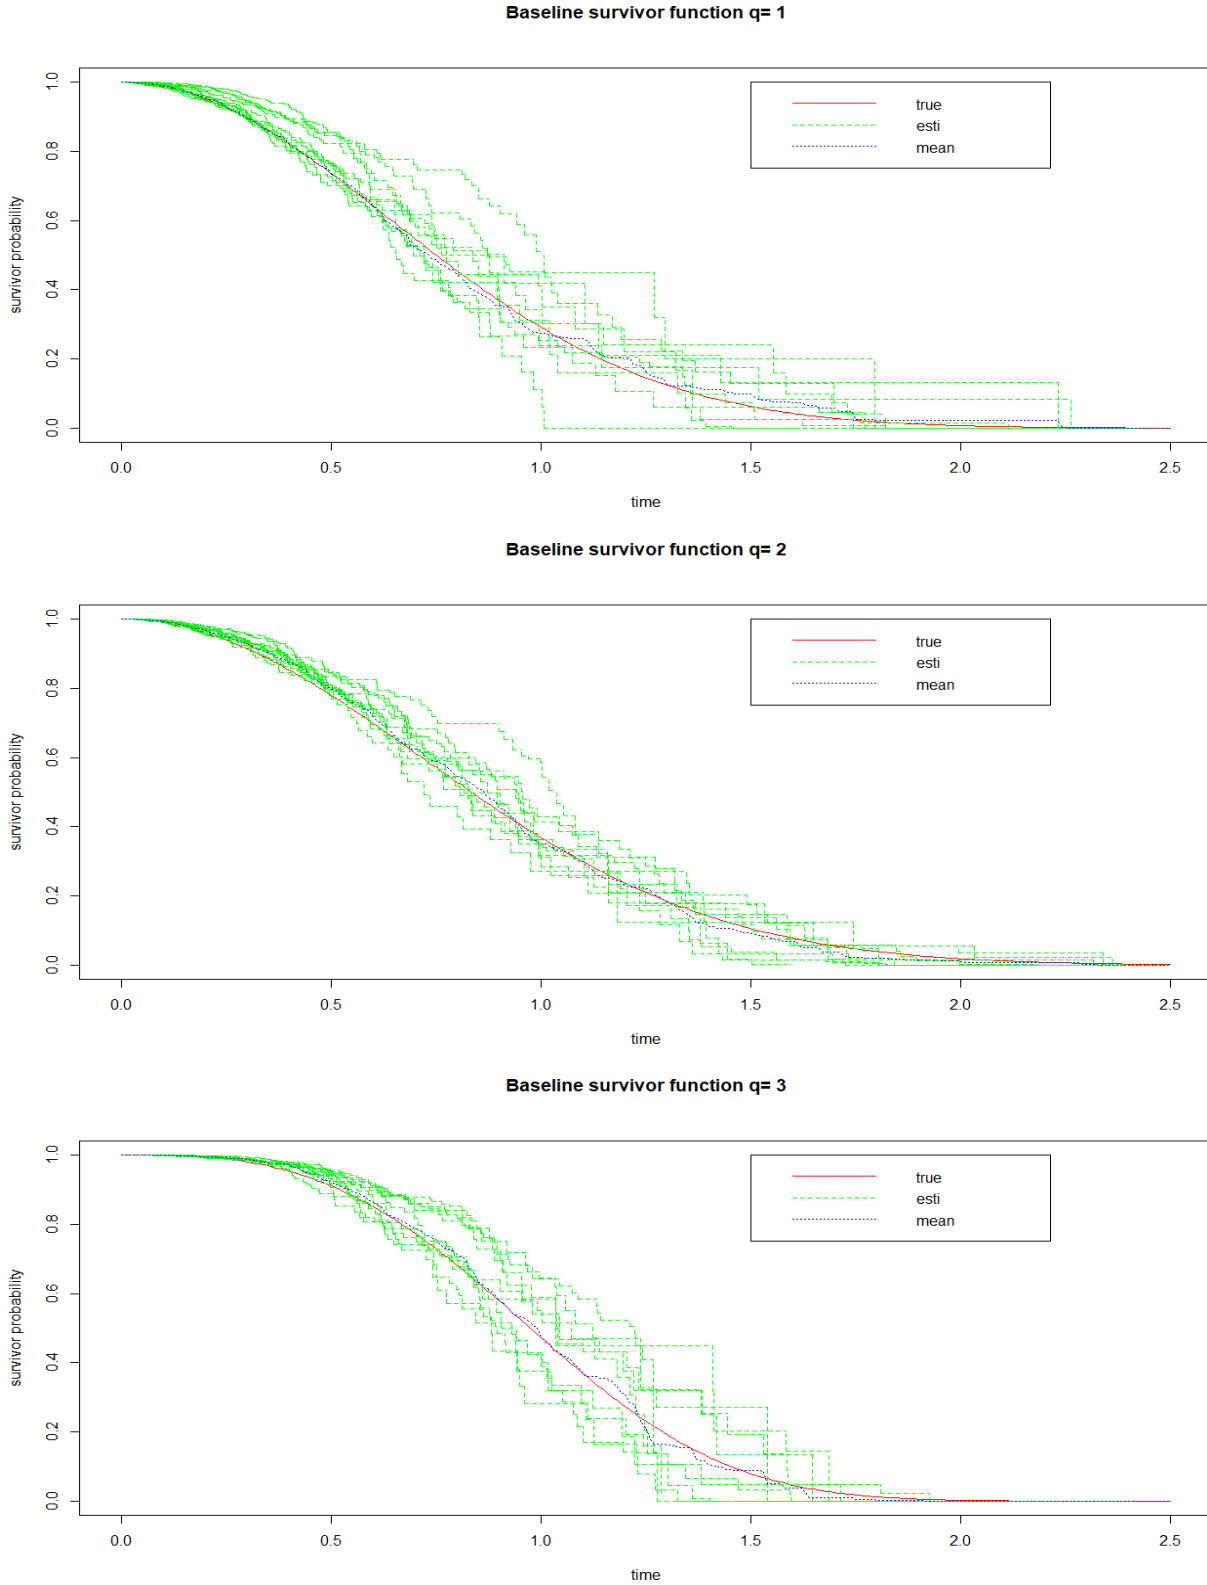 Baseline survivor function q= 1
true
esti
mean
survivor probability
1.0
0.8
0.6
0.4
0.2
0.0
0.0 0.5 1.0 1.5 2.0 2.5
time
Baseline survivor function q= 2
true
esti
mean
survivor probability
1.0
0.8
0.6
0.4
0.2
0.0
0.0 0.5 1.0 1.5 2.0 2.5
time
Baseline survivor function q= 3
true
esti
mean
survivor probability
1.0
0.8
0.6
0.4
0.2
0.0
0.0 0.5 1.0 1.5 2.0 2.5
time